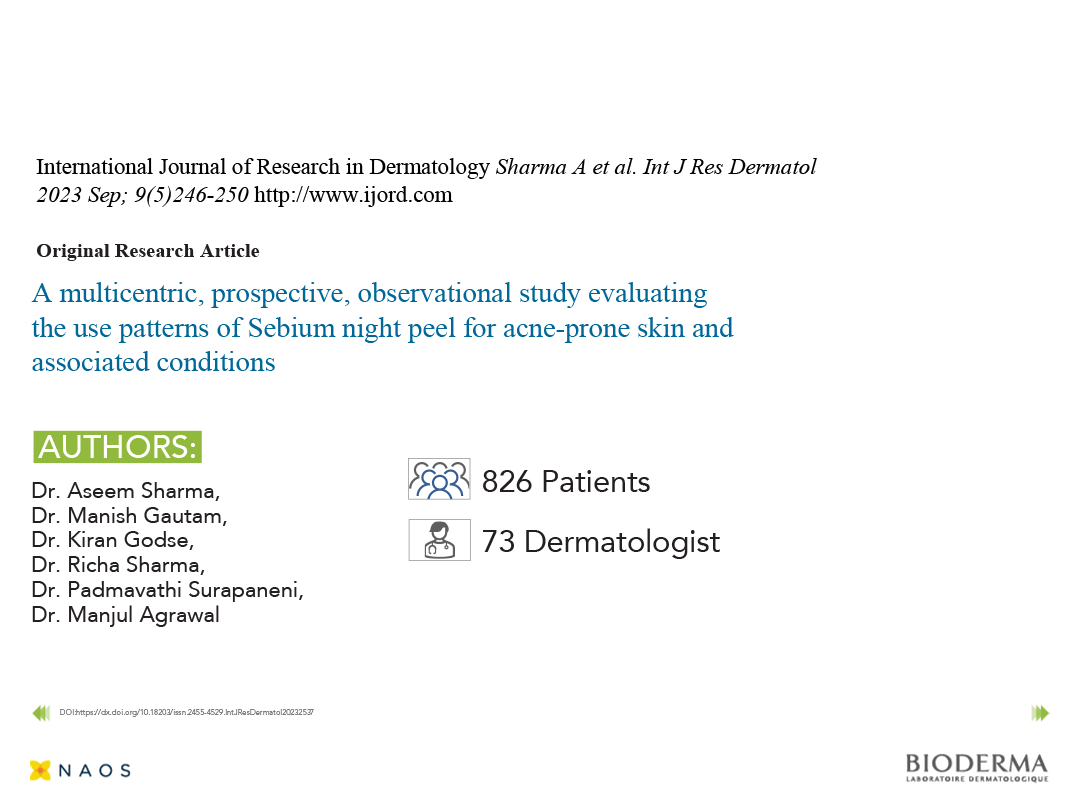 International Journal of Research in Dermatology Sharma A et al. Int J Res Dermatol
2023 Sep; 9(5)246-250 http://www.ijord.com
Original Research Article
A multicentric, prospective, observational study evaluating
the use patterns of Sebium night peel for acne-prone skin and
associated conditions
AUTHORS:
Dr. Aseem Sharma,
Dr. Manish Gautam,
Dr. Kiran Godse,
Dr. Richa Sharma,
Dr. Padmavathi Surapaneni,
Dr. Manjul Agrawal
826 Patients
73 Dermatologist
DOI:https://dx.doi.org/10.18203/issn.2455-4529.IntJResDermatol20232537
NAOS
BIODERMA
LABORATOIRE DERMATOLOGIQUE